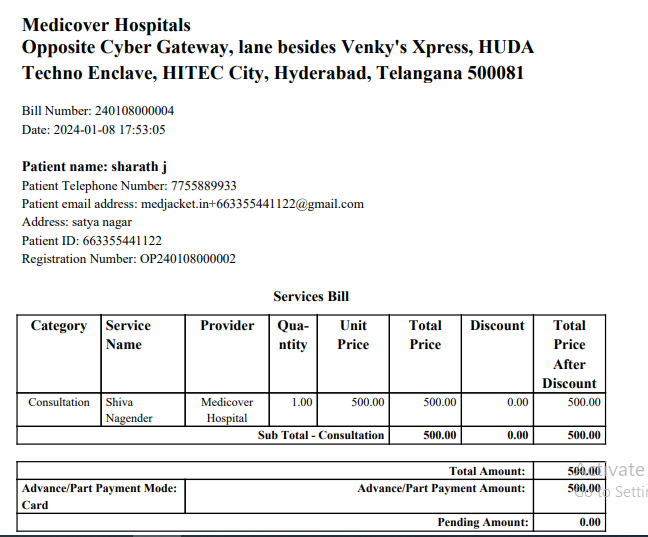 Medicover Hospitals
Opposite Cyber Gateway, lane besides Venky's Xpress, HUDA
Techno Enclave, HITEC City, Hyderabad, Telangana 500081
Bill Number: 240108000004
Date: 2024-01-08 17:53:05
Patient name: sharath j
Patient Telephone Number: 7755889933
Patient email address: medjacket.in+663355441122@gmail.com
Address: satya nagar
Patient ID: 663355441122
Registration Number: OP240108000002
Services Bill
Category Service Name Provider Qua-ntity Unit Price Total Price Discount Total Price After Discount
Consultation Shiva Nagender Medicover Hospital 1.00 500.00 500.00 0.00 500.00
Sub Total - Consultation 500.00 0.00 500.00
Total Amount: 500.00
Advance/Part Payment Mode: Card Advance/Part Payment Amount: 500.00
Pending Amount: 0.00